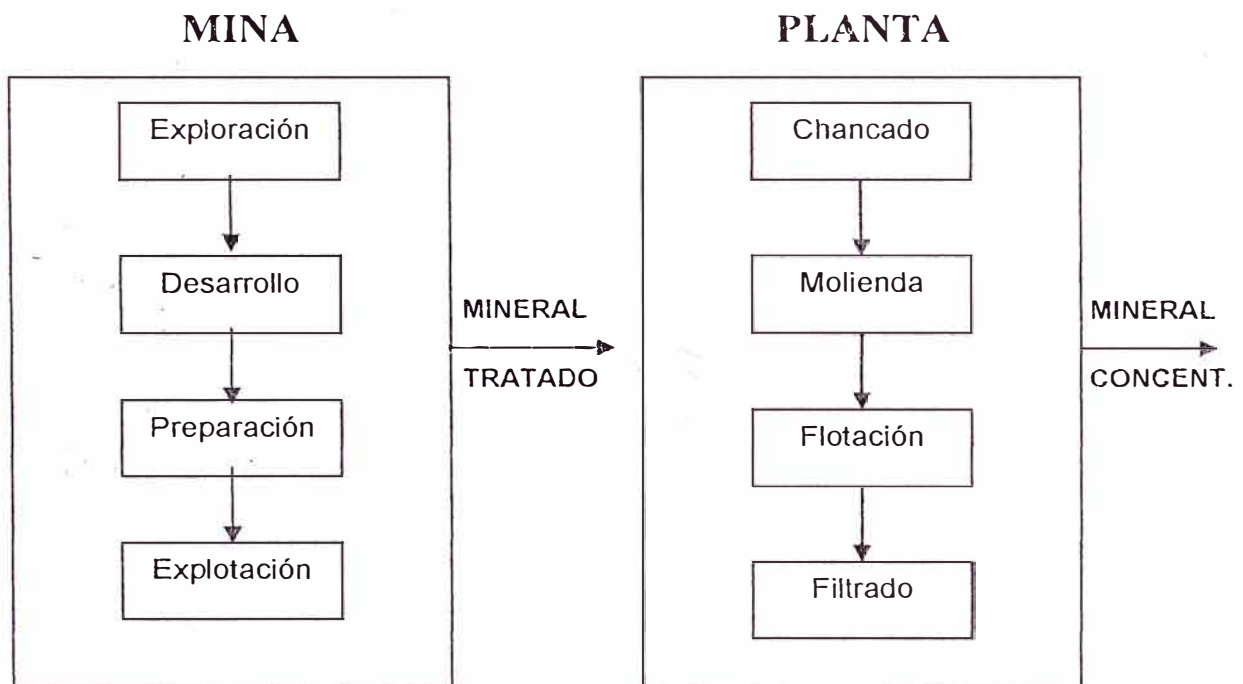 MINA
Exploración
Desarrollo
Preparación
Explotación
MINERAL
TRATADO
PLANTA
Chancado
Molienda
Flotación
Filtrado
MINERAL
CONCENT.